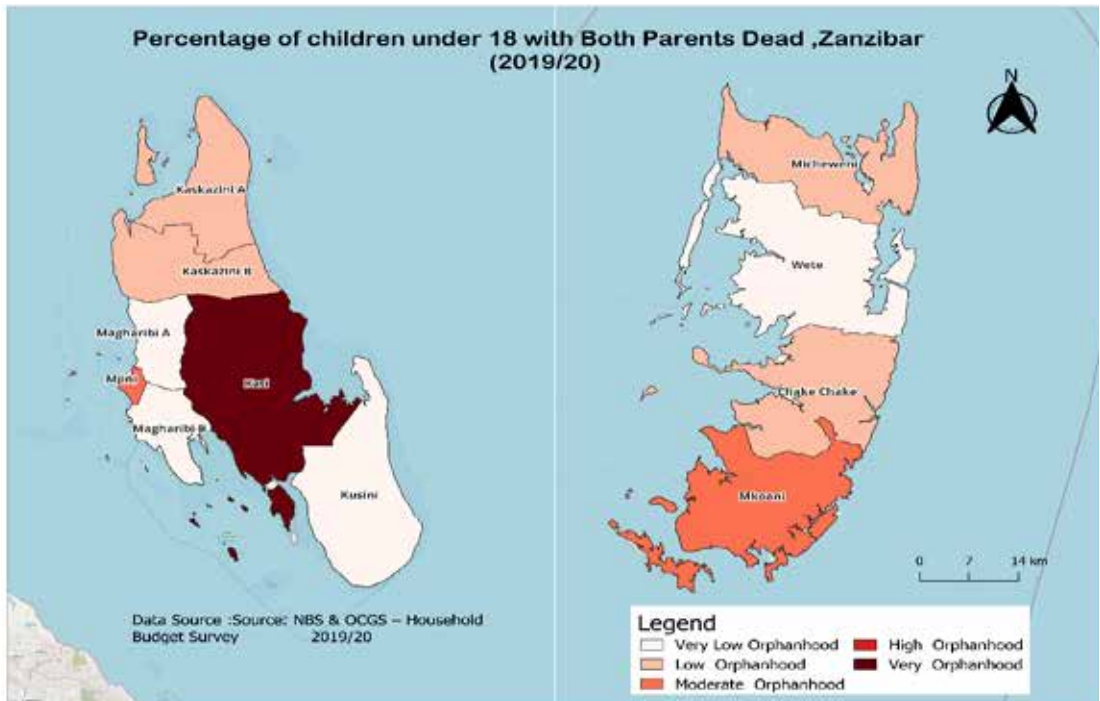 Percentage of children under 18 with Both Parents Dead ,Zanzibar
(2019/20)
N
Kaskazini A
Kaskazini B
Magharibi A
Mjini
Kati
Magharibi B
Kusini
Micheweni
Wete
Chake Chake
Mkoani
0 7 14 km
Data Source :Source: NBS & OCGS – Household
Budget Survey 2019/20
Legend
Very Low Orphanhood
Low Orphanhood
Moderate Orphanhood
High Orphanhood
Very Orphanhood